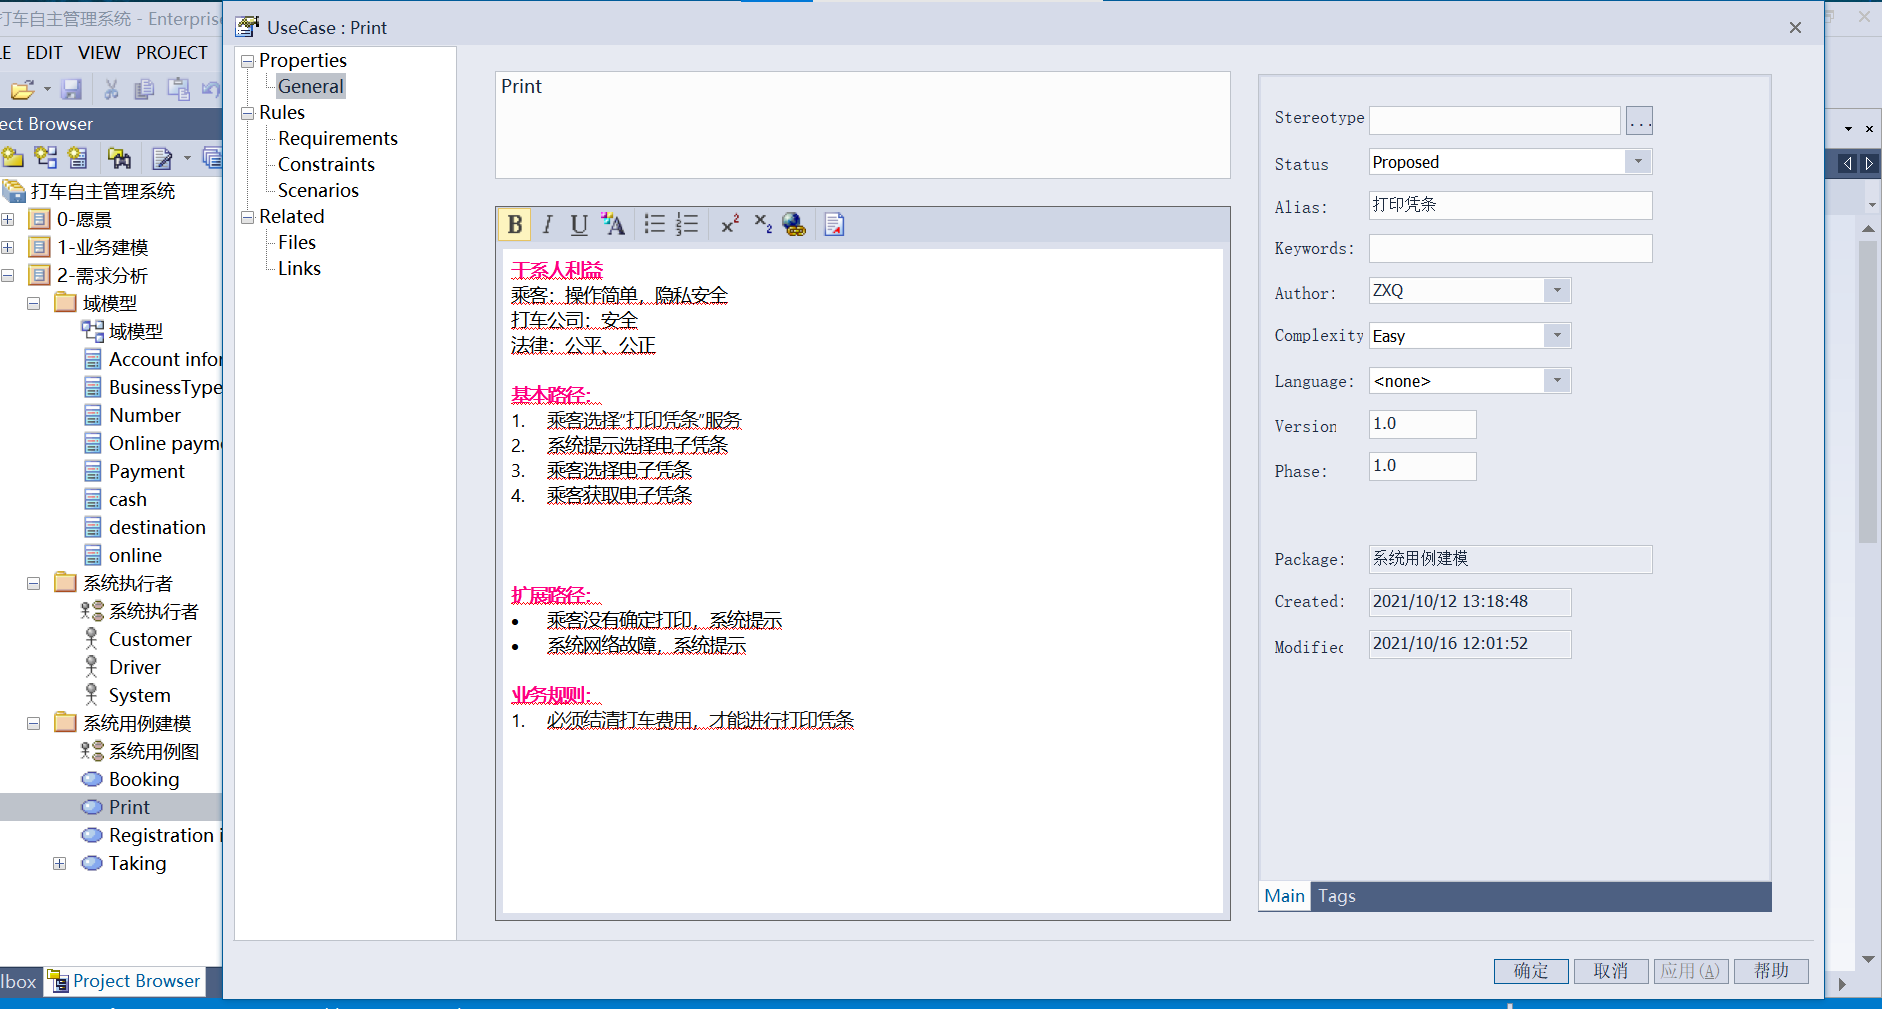 打车自主管理系统 - Enterpris
UseCase : Print
LE EDIT VIEW PROJECT
ect Browser
打车自主管理系统
0-愿景
1-业务建模
2-需求分析
域模型
域模型
Account infor
BusinessType
Number
Online paym
Payment
cash
destination
online
系统执行者
系统执行者
Customer
Driver
System
系统用例建模
系统用例图
Booking
Print
Registration i
Taking
lbox
Project Browser
Properties
General
Rules
Requirements
Constraints
Scenarios
Related
Files
Links
Print
B I U A x² x₂
干系人利益
乘客：操作简单，隐私安全
打车公司：安全
法律：公平、公正
基本路径：
1. 乘客选择“打印凭条”服务
2. 系统提示选择电子凭条
3. 乘客选择电子凭条
4. 乘客获取电子凭条
扩展路径：
• 乘客没有确定打印，系统提示
• 系统网络故障，系统提示
业务规则：
1. 必须结清打车费用，才能进行打印凭条
Stereotype ...
Status Proposed
Alias: 打印凭条
Keywords:
Author: ZXQ
Complexity Easy
Language: <none>
Version 1.0
Phase: 1.0
Package: 系统用例建模
Created: 2021/10/12 13:18:48
Modified 2021/10/16 12:01:52
Main Tags
确定 取消 应用(A) 帮助